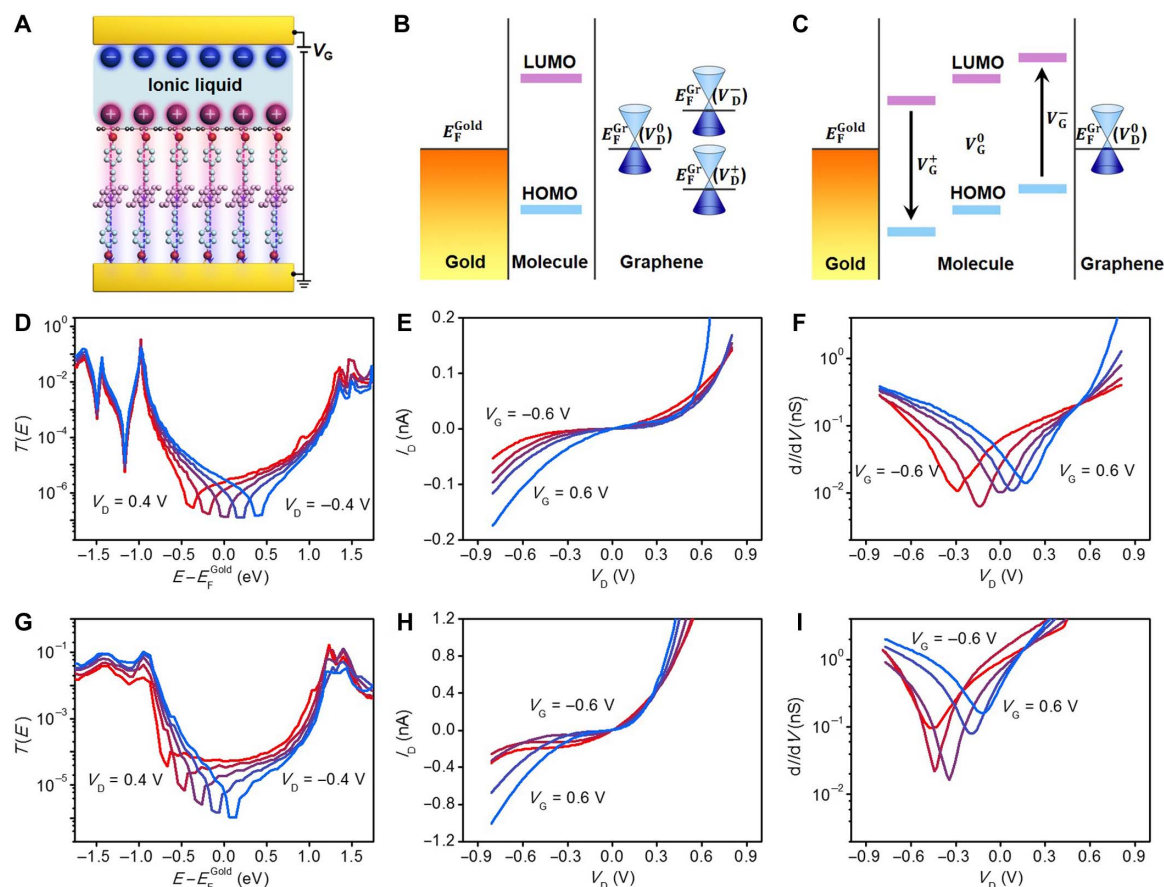 A
V_G
Ionic liquid
B
LUMO
E_F^Gold
E_F^Gr(V_D^0)
E_F^Gr(V_D^−)
E_F^Gr(V_D^+)
HOMO
Gold
Molecule
Graphene
C
LUMO
E_F^Gold
V_G^+
V_G^0
V_G^−
E_F^Gr(V_D^0)
HOMO
Gold
Molecule
Graphene
D
T(E)
10^0
10^−2
10^−4
10^−6
V_D = 0.4 V
V_D = −0.4 V
−1.5 −1.0 −0.5 0.0 0.5 1.0 1.5
E−E_F^Gold (eV)
E
I_D (nA)
0.2
0.1
0.0
−0.1
−0.2
V_G = −0.6 V
V_G = 0.6 V
−0.9 −0.6 −0.3 0.0 0.3 0.6 0.9
V_D (V)
F
dI/dV (nS}
10^0
10^−1
10^−2
V_G = −0.6 V
V_G = 0.6 V
−0.9 −0.6 −0.3 0.0 0.3 0.6 0.9
V_D (V)
G
T(E)
10^−1
10^−3
10^−5
V_D = 0.4 V
V_D = −0.4 V
−1.5 −1.0 −0.5 0.0 0.5 1.0 1.5
E−E_F^Gold (eV)
H
I_D (nA)
1.2
0.8
0.4
0.0
−0.4
−0.8
−1.2
V_G = −0.6 V
V_G = 0.6 V
−0.9 −0.6 −0.3 0.0 0.3 0.6 0.9
V_D (V)
I
dI/dV (nS)
10^0
10^−1
10^−2
V_G = −0.6 V
V_G = 0.6 V
−0.9 −0.6 −0.3 0.0 0.3 0.6 0.9
V_D (V)